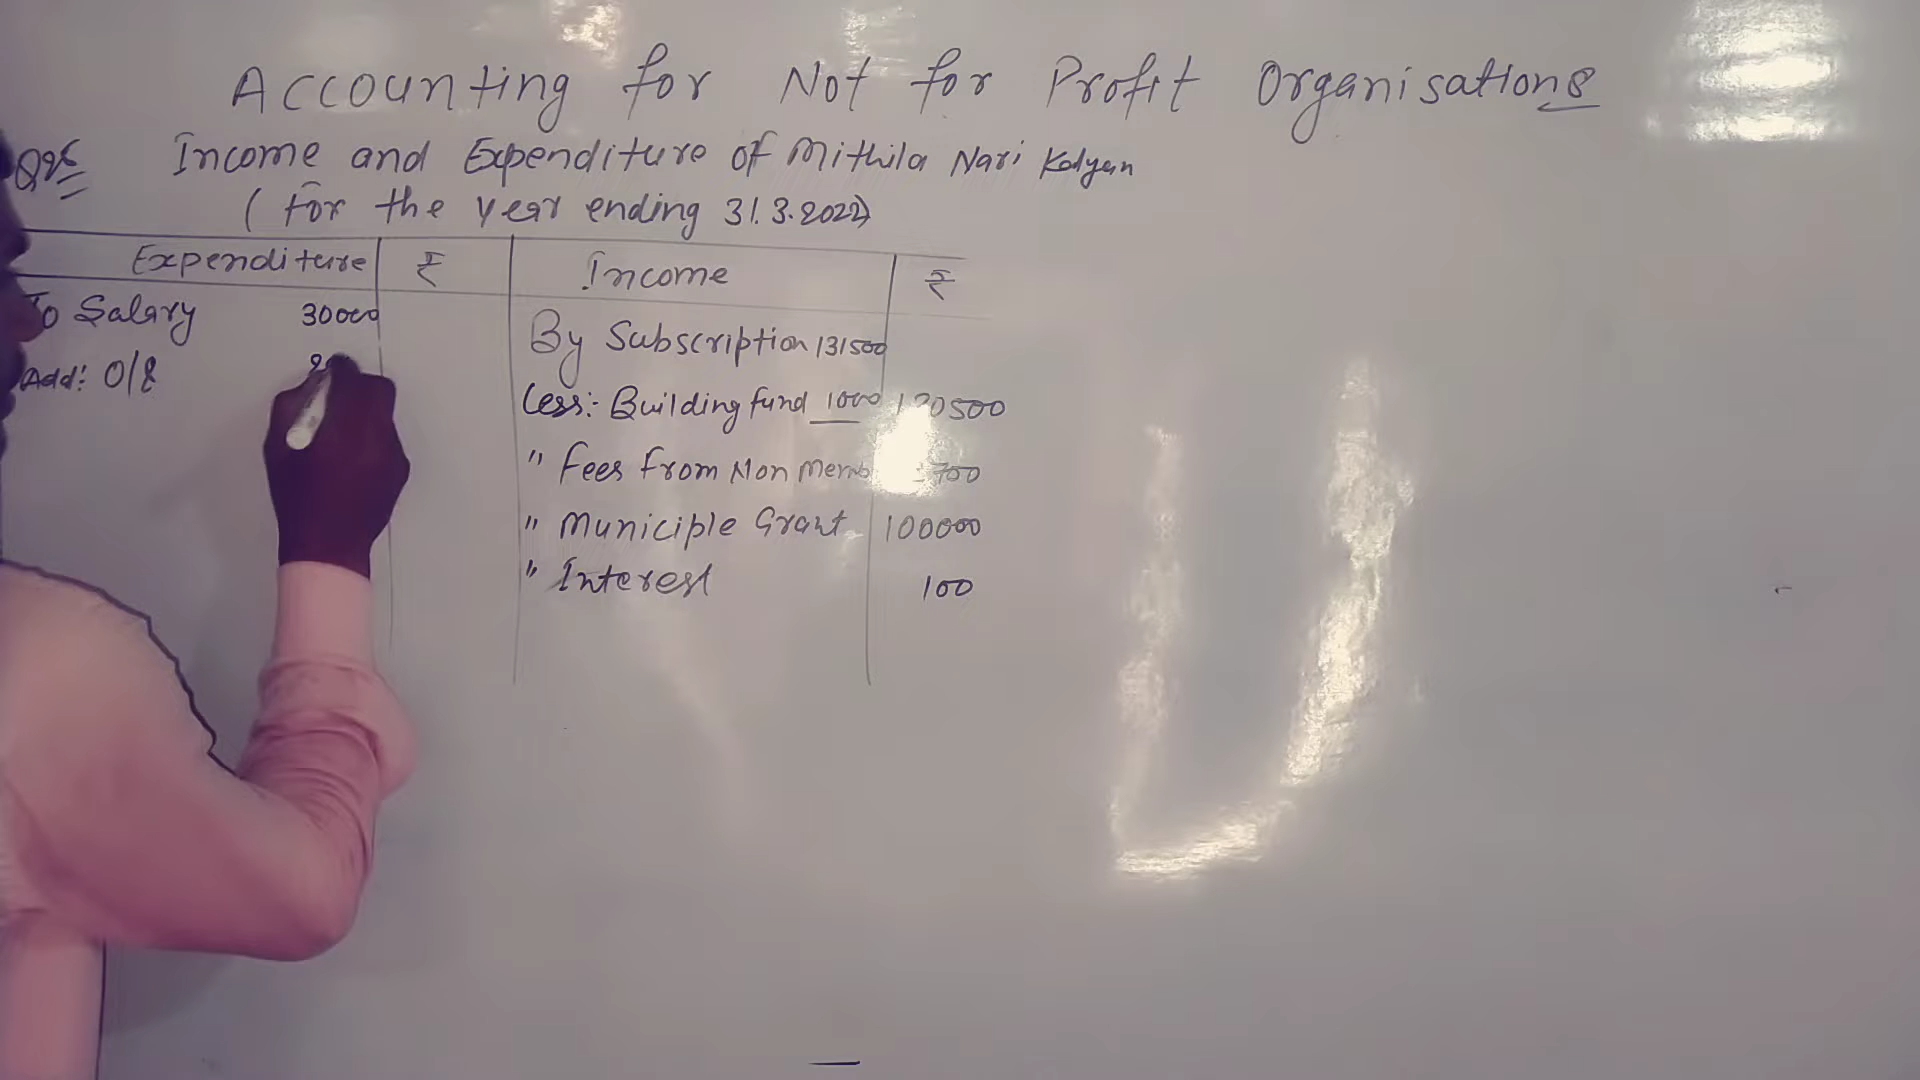 Accounting for Not for Profit Organisations
Income and Expenditure of Mithila Nari Kalyan
(for the year ending 31.3.2022)
Expenditure ₹ Income ₹
To Salary 30000
By Subscription 131500
Add: O/S
Less:- Building fund 1000
" Fees from Non Memb
" Municiple Grant 100000
" Interest 100